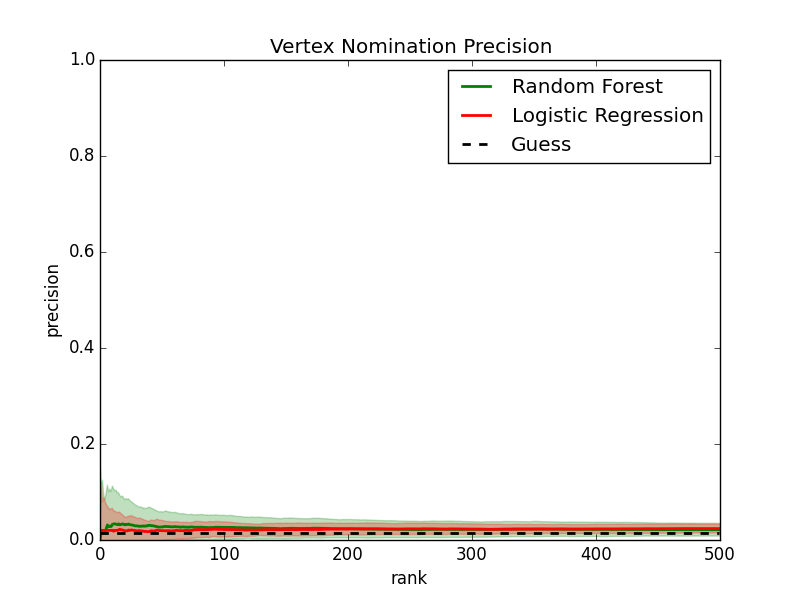 Vertex Nomination Precision
1.0
0.8
0.6
0.4
0.2
0.0
precision
Random Forest
Logistic Regression
Guess
0 100 200 300 400 500
rank